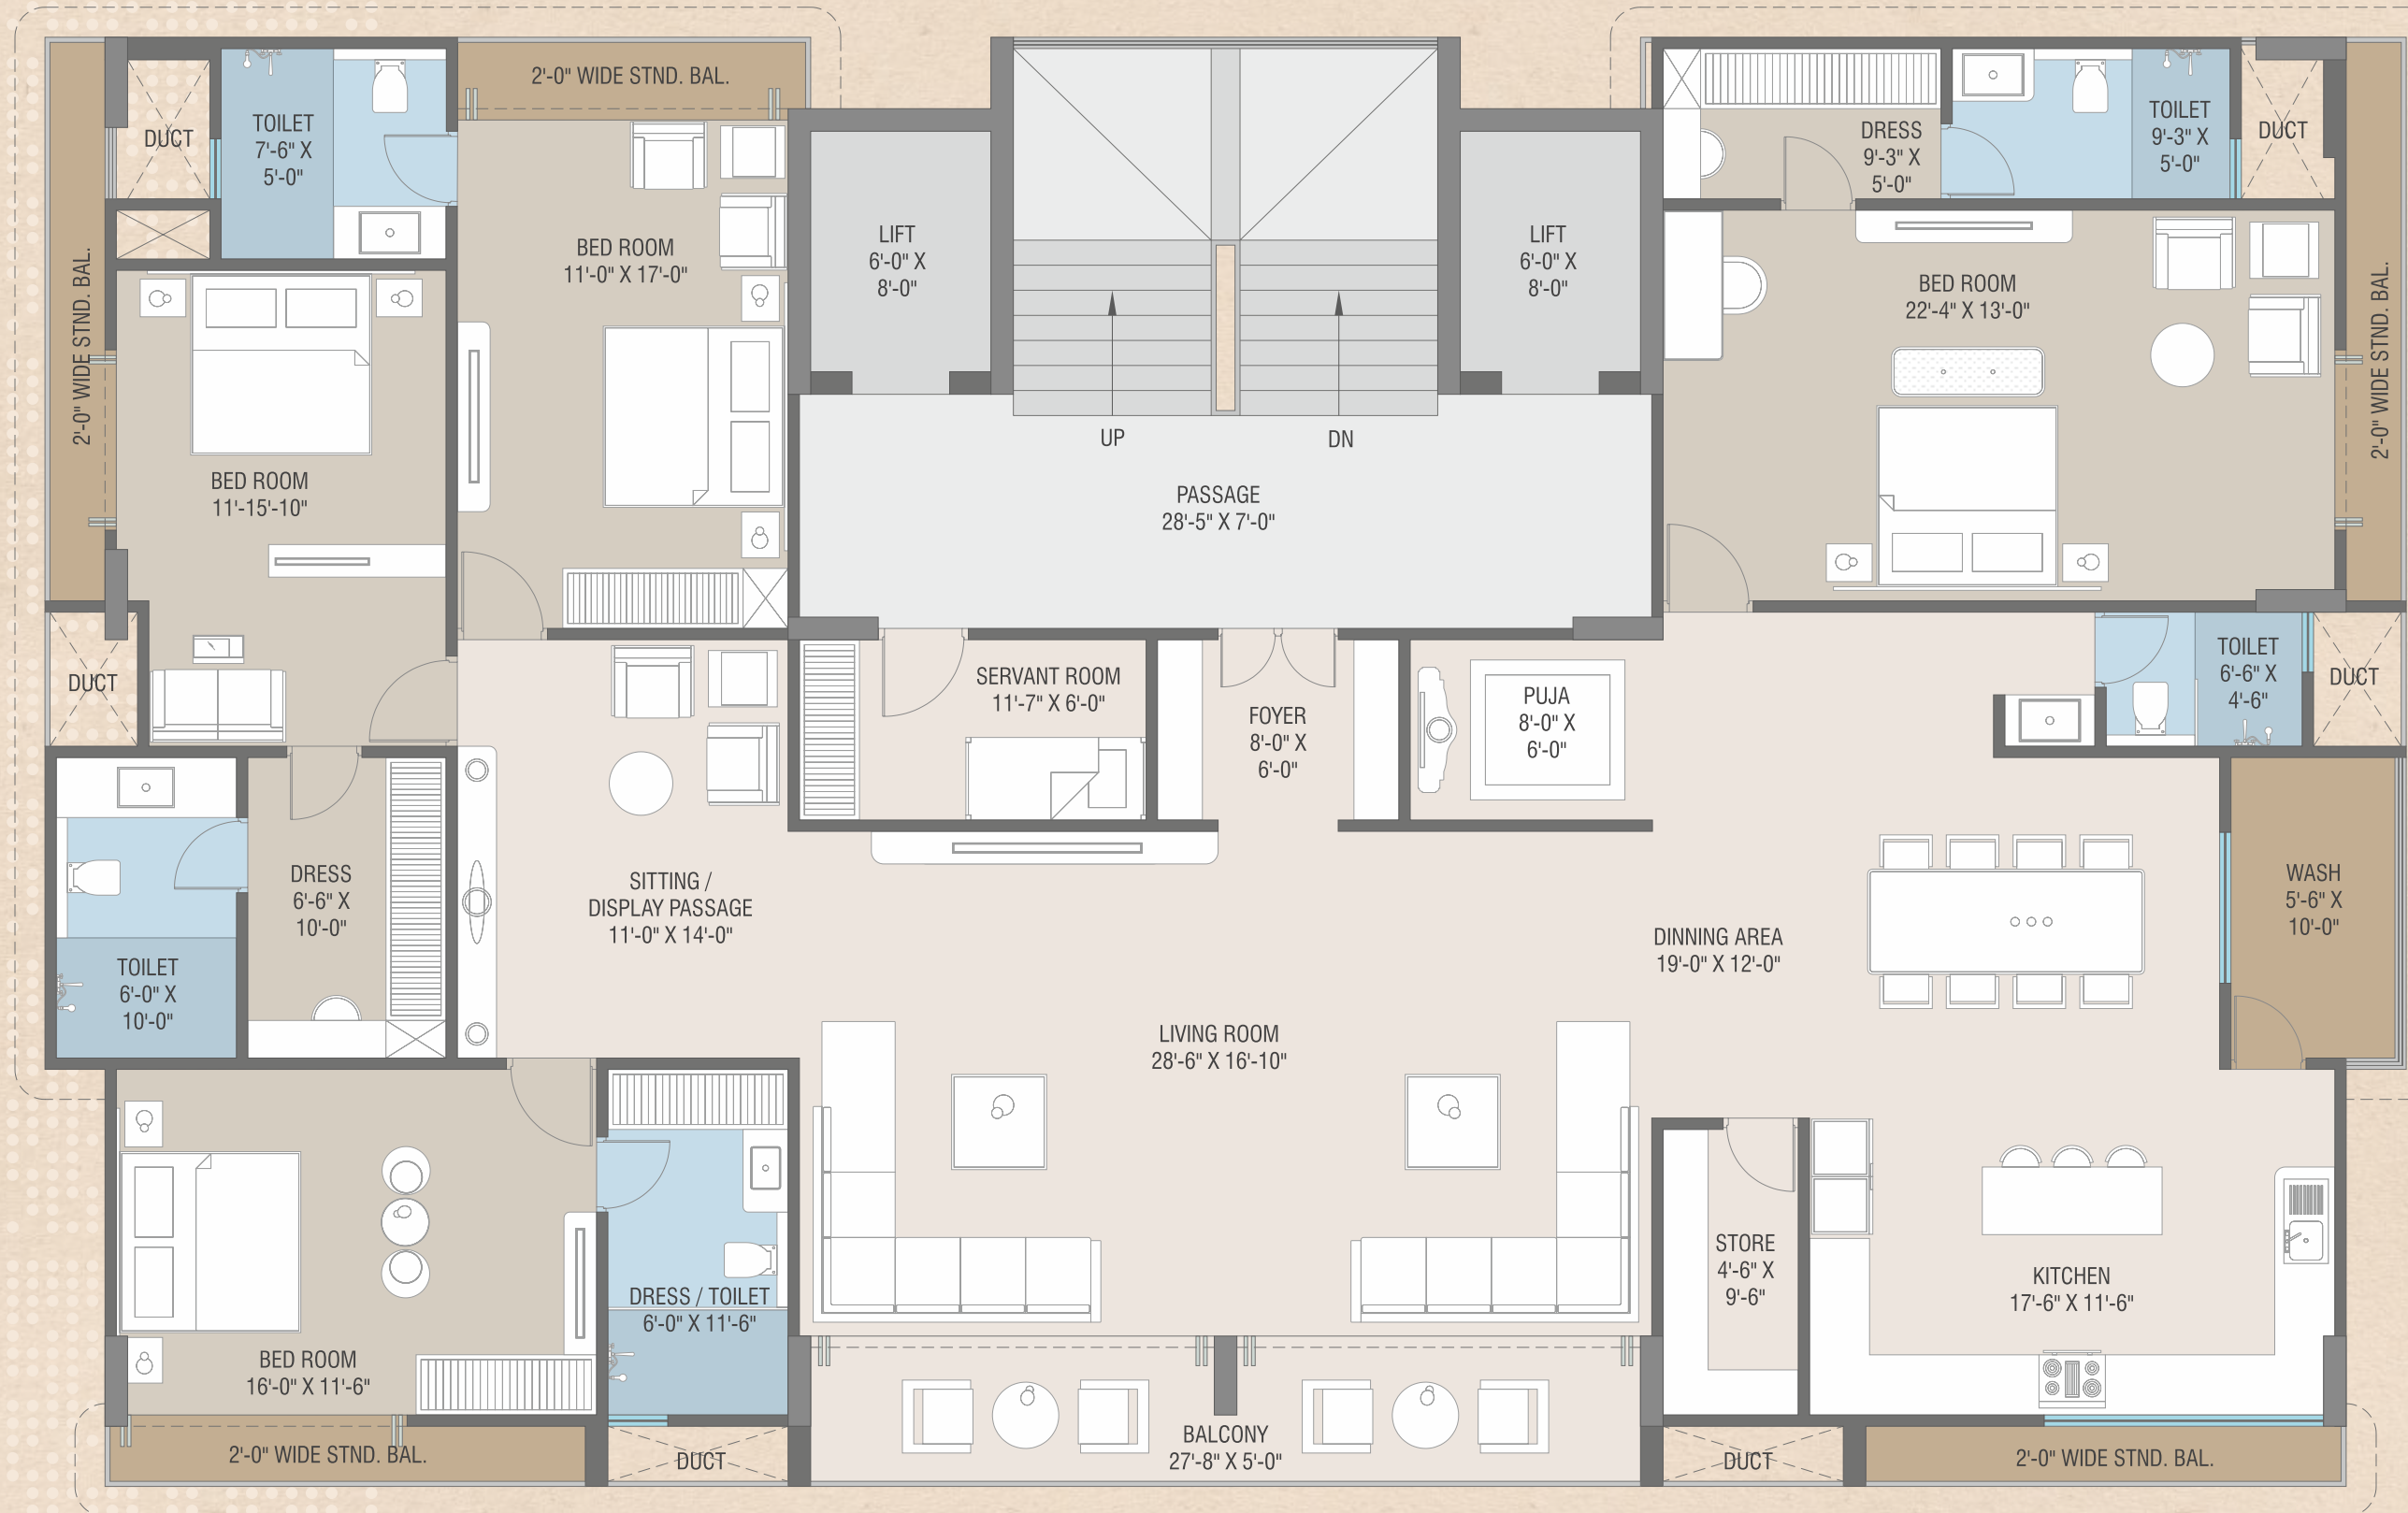 2'-0" WIDE STND. BAL.
DUCT
TOILET
7'-6" X
5'-0"
2'-0" WIDE STND. BAL.
BED ROOM
11'-0" X 17'-0"
LIFT
6'-0" X
8'-0"
UP
DN
LIFT
6'-0" X
8'-0"
DRESS
9'-3" X
5'-0"
TOILET
9'-3" X
5'-0"
DUCT
BED ROOM
22'-4" X 13'-0"
2'-0" WIDE STND. BAL.
BED ROOM
11'-15'-10"
PASSAGE
28'-5" X 7'-0"
DUCT
SERVANT ROOM
11'-7" X 6'-0"
FOYER
8'-0" X
6'-0"
PUJA
8'-0" X
6'-0"
TOILET
6'-6" X
4'-6"
DUCT
DRESS
6'-6" X
10'-0"
TOILET
6'-0" X
10'-0"
SITTING /
DISPLAY PASSAGE
11'-0" X 14'-0"
DINNING AREA
19'-0" X 12'-0"
WASH
5'-6" X
10'-0"
LIVING ROOM
28'-6" X 16'-10"
BED ROOM
16'-0" X 11'-6"
DRESS / TOILET
6'-0" X 11'-6"
STORE
4'-6" X
9'-6"
KITCHEN
17'-6" X 11'-6"
2'-0" WIDE STND. BAL.
DUCT
BALCONY
27'-8" X 5'-0"
DUCT
2'-0" WIDE STND. BAL.